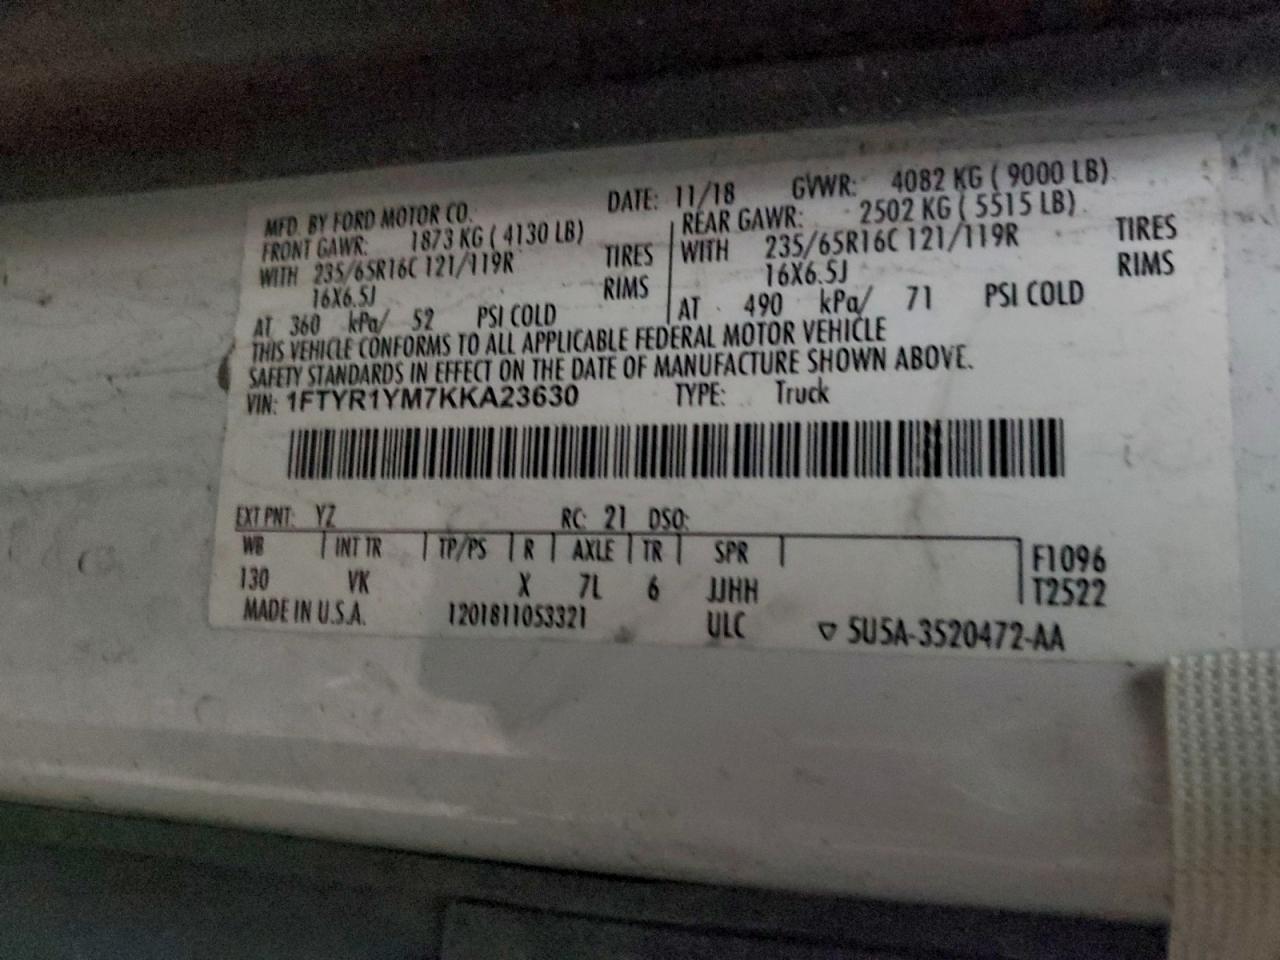 MFD. BY FORD MOTOR CO. DATE: 11/18 GVWR: 4082 KG ( 9000 LB)
FRONT GAWR: 1873 KG ( 4130 LB) REAR GAWR: 2502 KG ( 5515 LB)
WITH 235/65R16C 121/119R TIRES WITH 235/65R16C 121/119R TIRES
16X6.5J RIMS 16X6.5J RIMS
AT 360 kPa/ 52 PSI COLD AT 490 kPa/ 71 PSI COLD
THIS VEHICLE CONFORMS TO ALL APPLICABLE FEDERAL MOTOR VEHICLE
SAFETY STANDARDS IN EFFECT ON THE DATE OF MANUFACTURE SHOWN ABOVE.
VIN: 1FTYR1YM7KKA23630 TYPE: Truck
EXT PNT: YZ RC: 21 DSO:
WB INT TR TP/PS R AXLE TR SPR F1096
130 VK X 7L 6 JJHH T2522
MADE IN U.S.A. 1201811053321 ULC ▽ 5U5A-3520472-AA